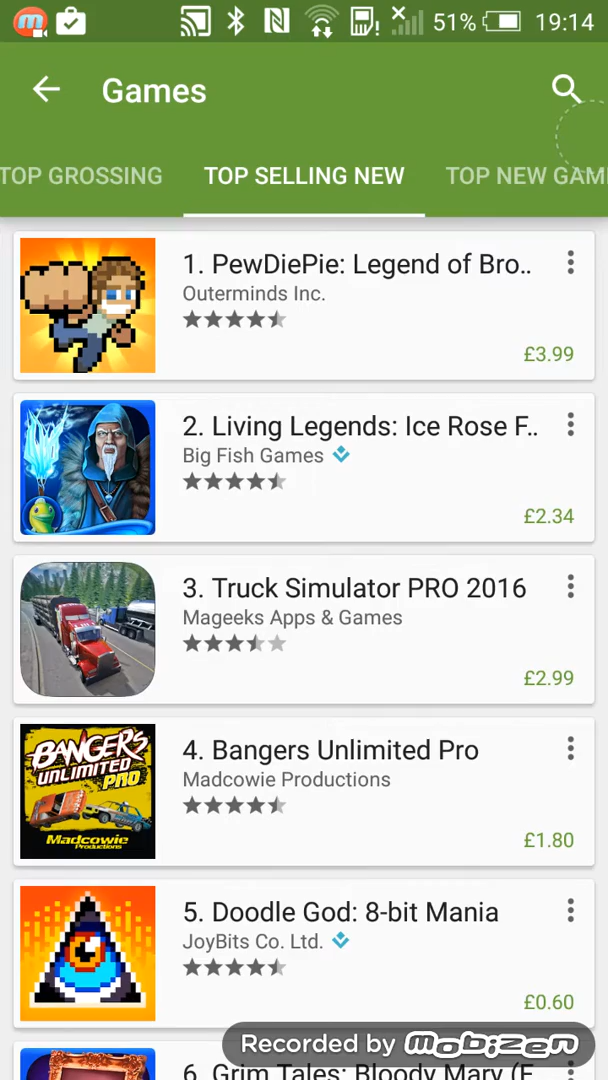 51%
19:14
Games
TOP GROSSING
TOP SELLING NEW
TOP NEW GAM
1. PewDiePie: Legend of Bro..
Outerminds Inc.
£3.99
2. Living Legends: Ice Rose F..
Big Fish Games
£2.34
3. Truck Simulator PRO 2016
Mageeks Apps & Games
£2.99
BANGERS
UNLIMITED
PRO
Madcowie
Productions
4. Bangers Unlimited Pro
Madcowie Productions
£1.80
5. Doodle God: 8-bit Mania
JoyBits Co. Ltd.
£0.60
Recorded by mobizen
6. Grim Tales: Bloody Mary (F